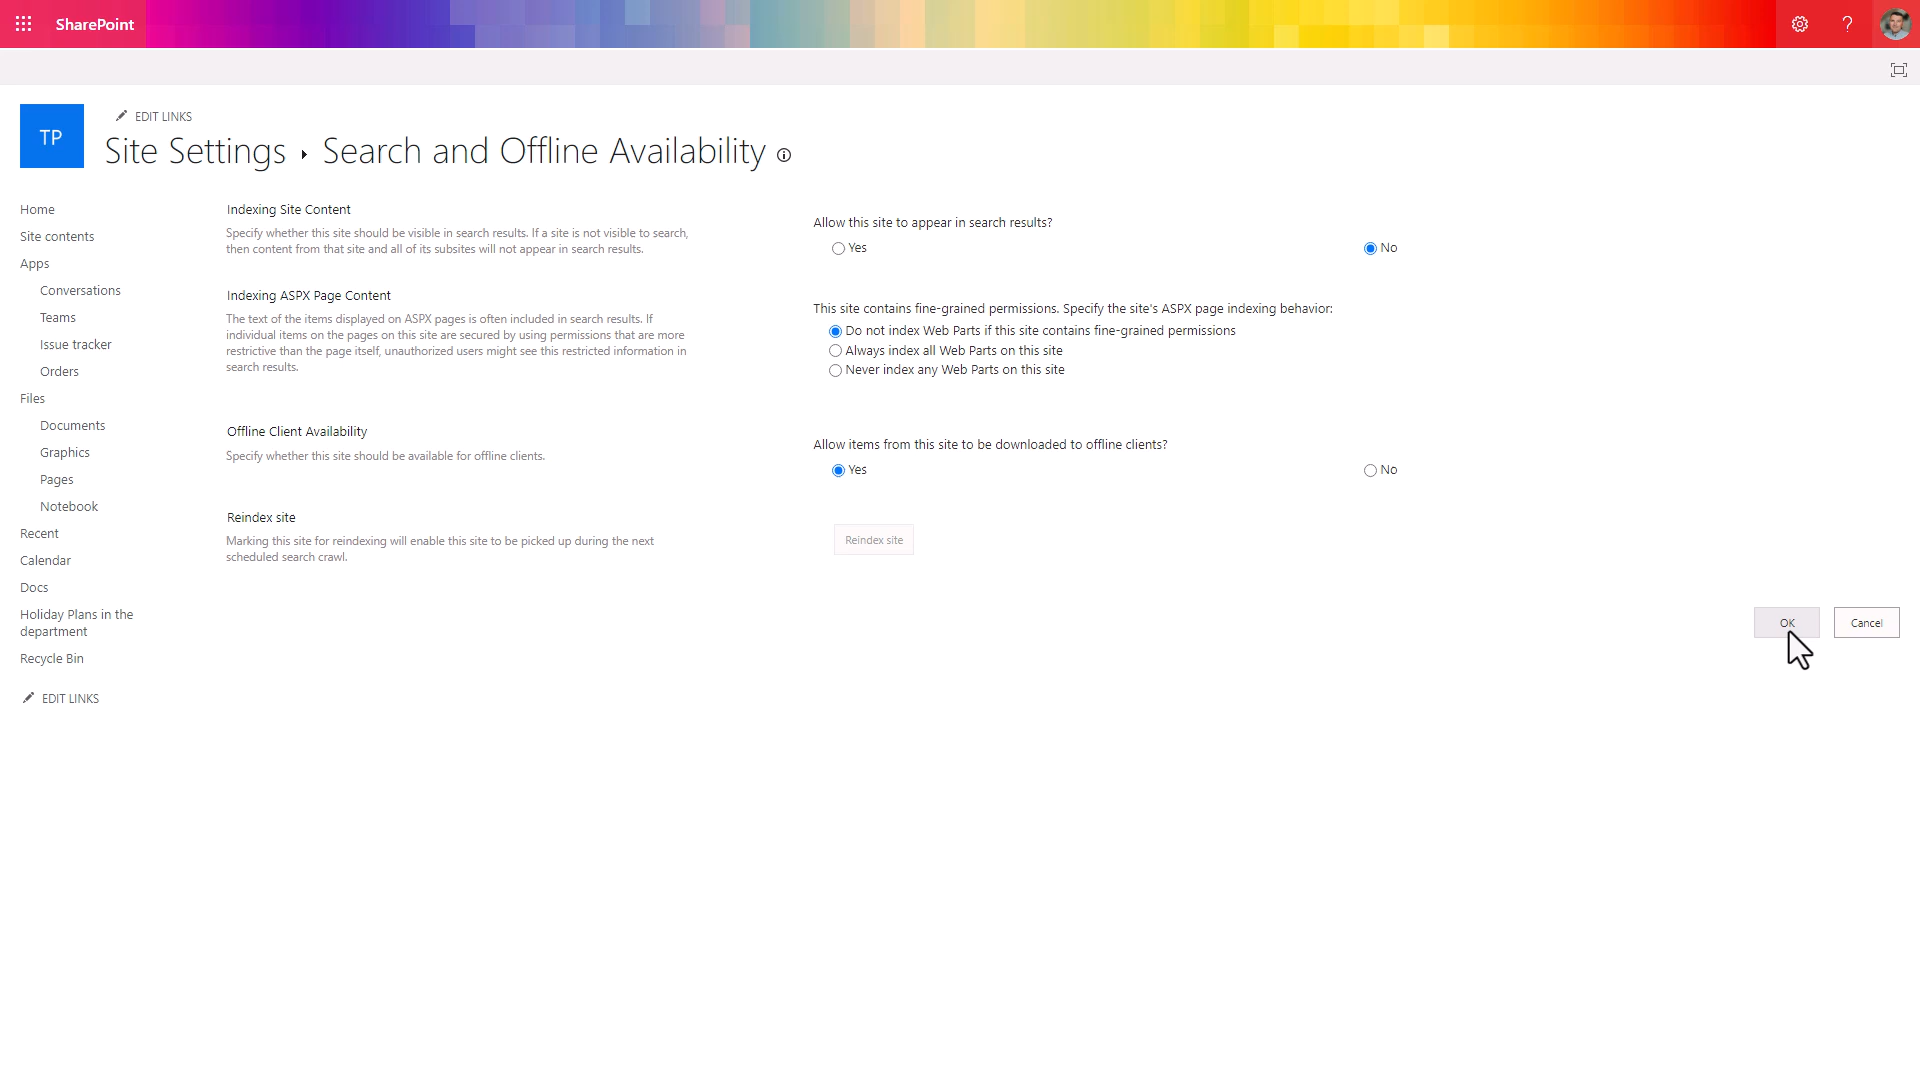 SharePoint
?
TP
EDIT LINKS
Site Settings ▸ Search and Offline Availability
Home
Site contents
Apps
Conversations
Teams
Issue tracker
Orders
Files
Documents
Graphics
Pages
Notebook
Recent
Calendar
Docs
Holiday Plans in the
department
Recycle Bin
EDIT LINKS
Indexing Site Content
Specify whether this site should be visible in search results. If a site is not visible to search,
then content from that site and all of its subsites will not appear in search results.
Allow this site to appear in search results?
Yes
No
Indexing ASPX Page Content
The text of the items displayed on ASPX pages is often included in search results. If
individual items on the pages on this site are secured by using permissions that are more
restrictive than the page itself, unauthorized users might see this restricted information in
search results.
This site contains fine-grained permissions. Specify the site's ASPX page indexing behavior:
Do not index Web Parts if this site contains fine-grained permissions
Always index all Web Parts on this site
Never index any Web Parts on this site
Offline Client Availability
Specify whether this site should be available for offline clients.
Allow items from this site to be downloaded to offline clients?
Yes
No
Reindex site
Marking this site for reindexing will enable this site to be picked up during the next
scheduled search crawl.
Reindex site
OK
Cancel